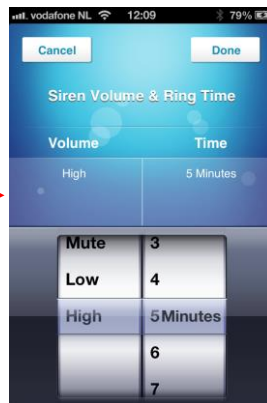 vodafone NL 12:09 79%
Cancel Done
Siren Volume & Ring Time
Volume Time
High 5 Minutes
Mute 3
Low 4
High 5 Minutes
6
7